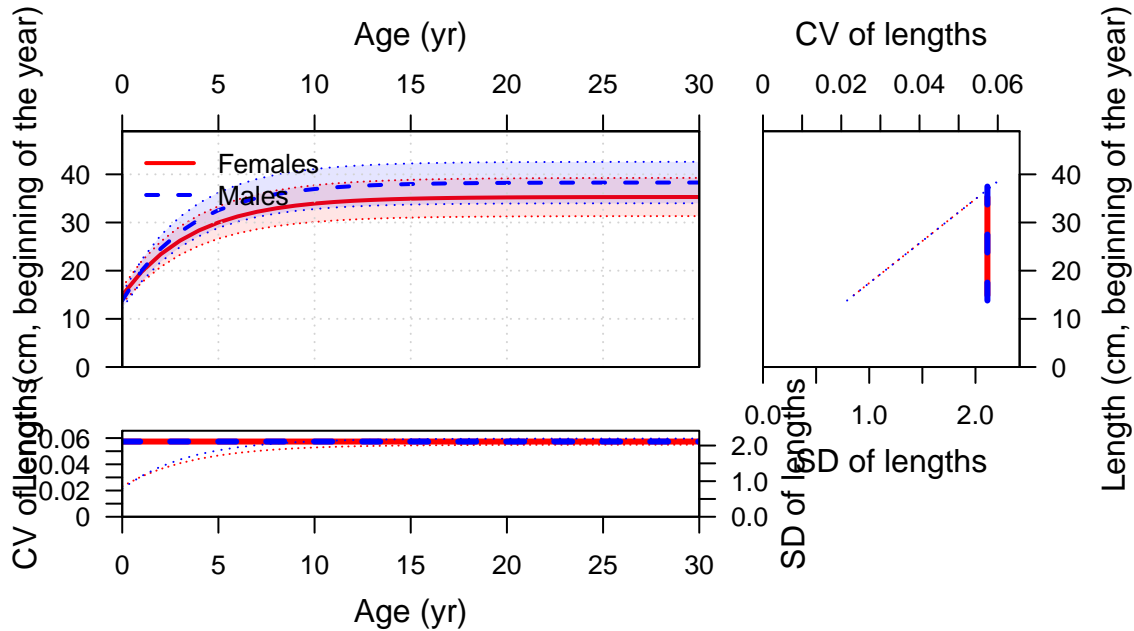 Age (yr)
CV of lengths
0 5 10 15 20 25 30
0 0.02 0.04 0.06
Length (cm, beginning of the year)
40
30
20
10
0
Females
Males
40
30
20
10
0
Length (cm, beginning of the year)
0.0 1.0 2.0
SD of lengths
CV of lengths
0.06
0.04
0.02
0
2.0
1.0
0.0
SD of lengths
0 5 10 15 20 25 30
Age (yr)